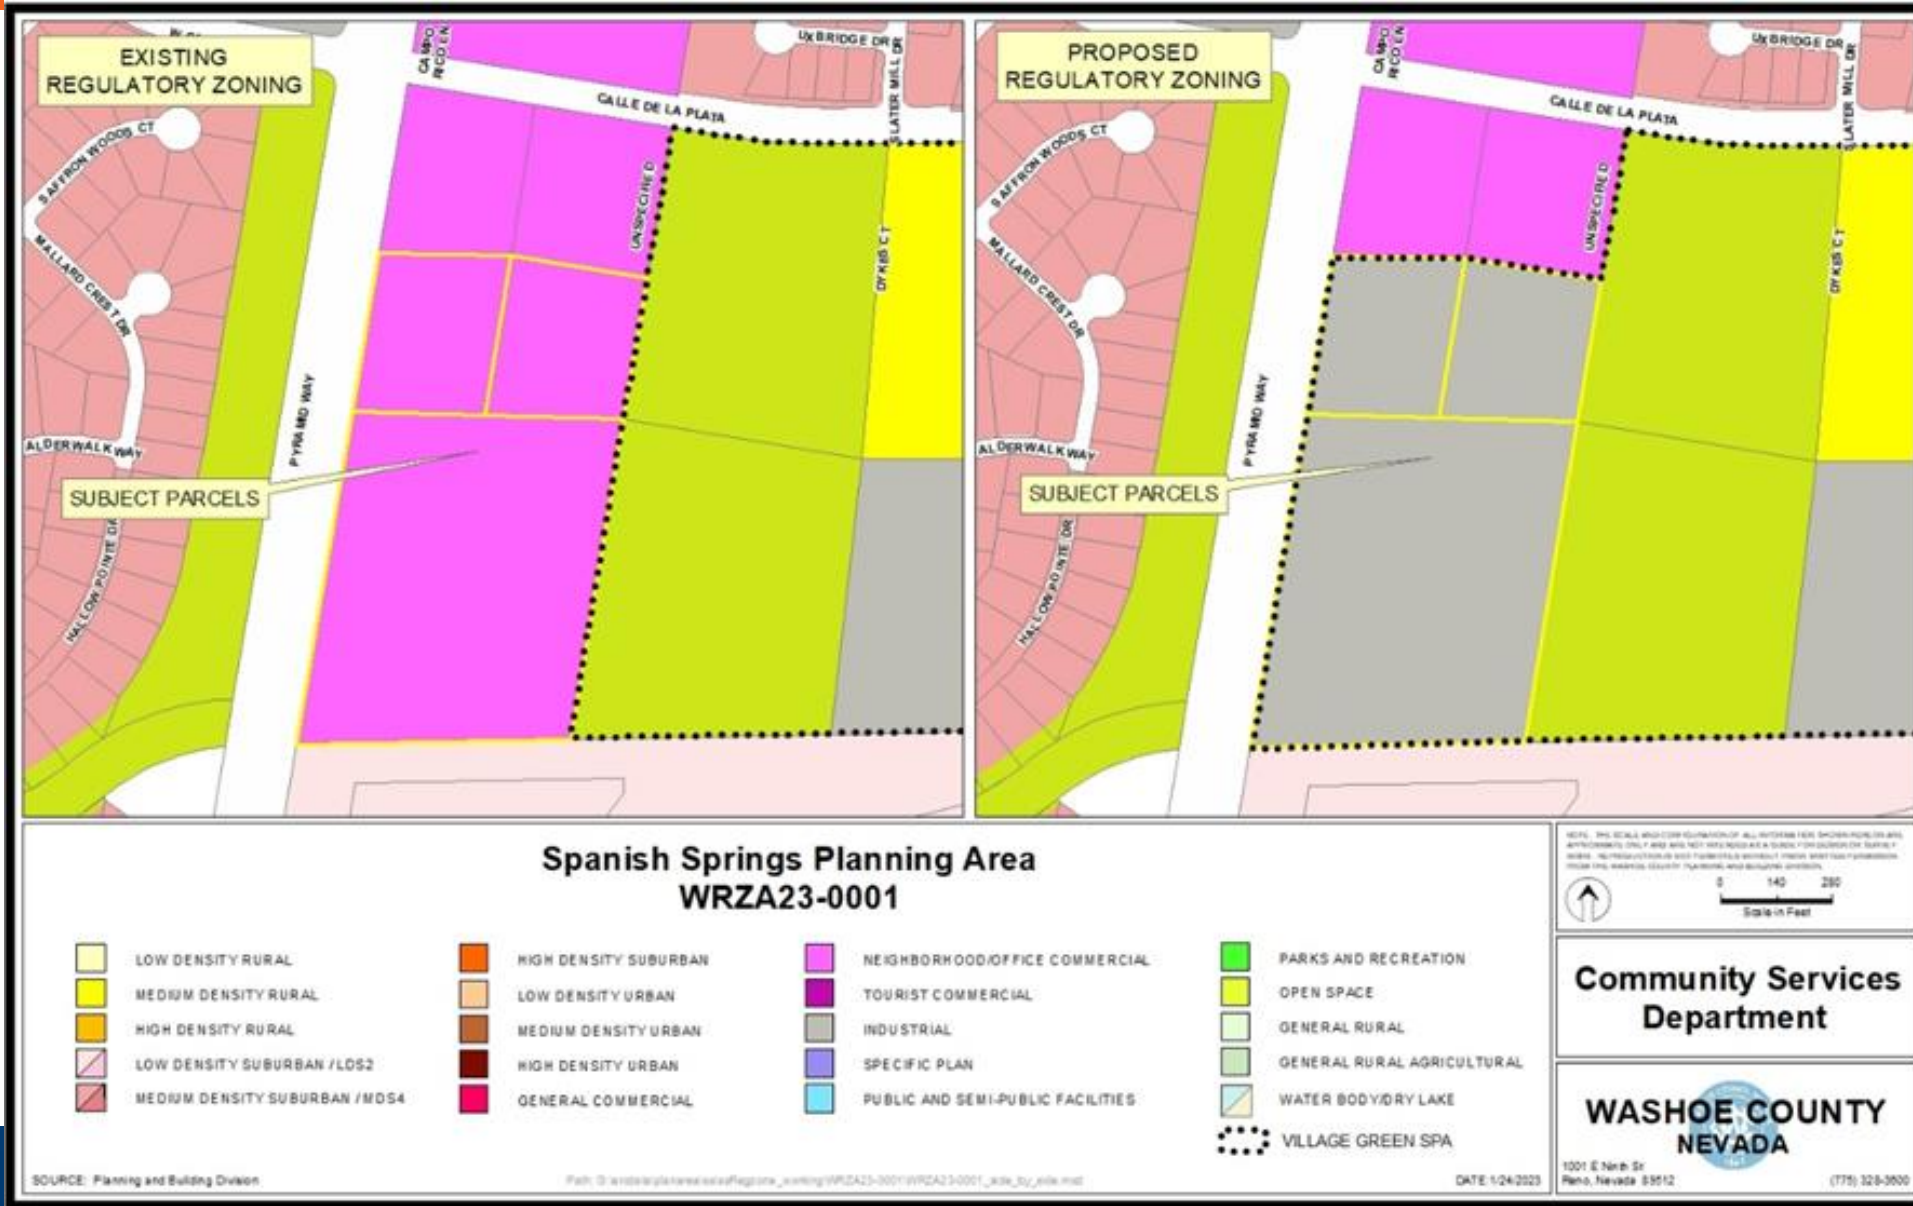 EXISTING
REGULATORY ZONING
CAMPO
RICO LN
UXBRIDGE DR
SLATER MILL DR
CALLE DE LA PLATA
SAFFRON WOODS CT
MALLARD CREST DR
UNSPECIFIED
DYKES CT
PYRAMID WAY
ALDERWALK WAY
SUBJECT PARCELS
HALLOW POINTE DR
PROPOSED
REGULATORY ZONING
CAMPO
RICO LN
UXBRIDGE DR
SLATER MILL DR
CALLE DE LA PLATA
SAFFRON WOODS CT
MALLARD CREST DR
UNSPECIFIED
DYKES CT
PYRAMID WAY
ALDERWALK WAY
SUBJECT PARCELS
HALLOW POINTE DR
Spanish Springs Planning Area
WRZA23-0001
LOW DENSITY RURAL
MEDIUM DENSITY RURAL
HIGH DENSITY RURAL
LOW DENSITY SUBURBAN /LDS2
MEDIUM DENSITY SUBURBAN /MDS4
HIGH DENSITY SUBURBAN
LOW DENSITY URBAN
MEDIUM DENSITY URBAN
HIGH DENSITY URBAN
GENERAL COMMERCIAL
NEIGHBORHOOD/OFFICE COMMERCIAL
TOURIST COMMERCIAL
INDUSTRIAL
SPECIFIC PLAN
PUBLIC AND SEMI-PUBLIC FACILITIES
PARKS AND RECREATION
OPEN SPACE
GENERAL RURAL
GENERAL RURAL AGRICULTURAL
WATER BODY/DRY LAKE
VILLAGE GREEN SPA
SOURCE: Planning and Building Division
DATE 1/24/2023
0 140 280
Scale in Feet
Community Services
Department
WASHOE COUNTY
NEVADA
1001 E Ninth St
Reno, Nevada 89512
(775) 328-3600